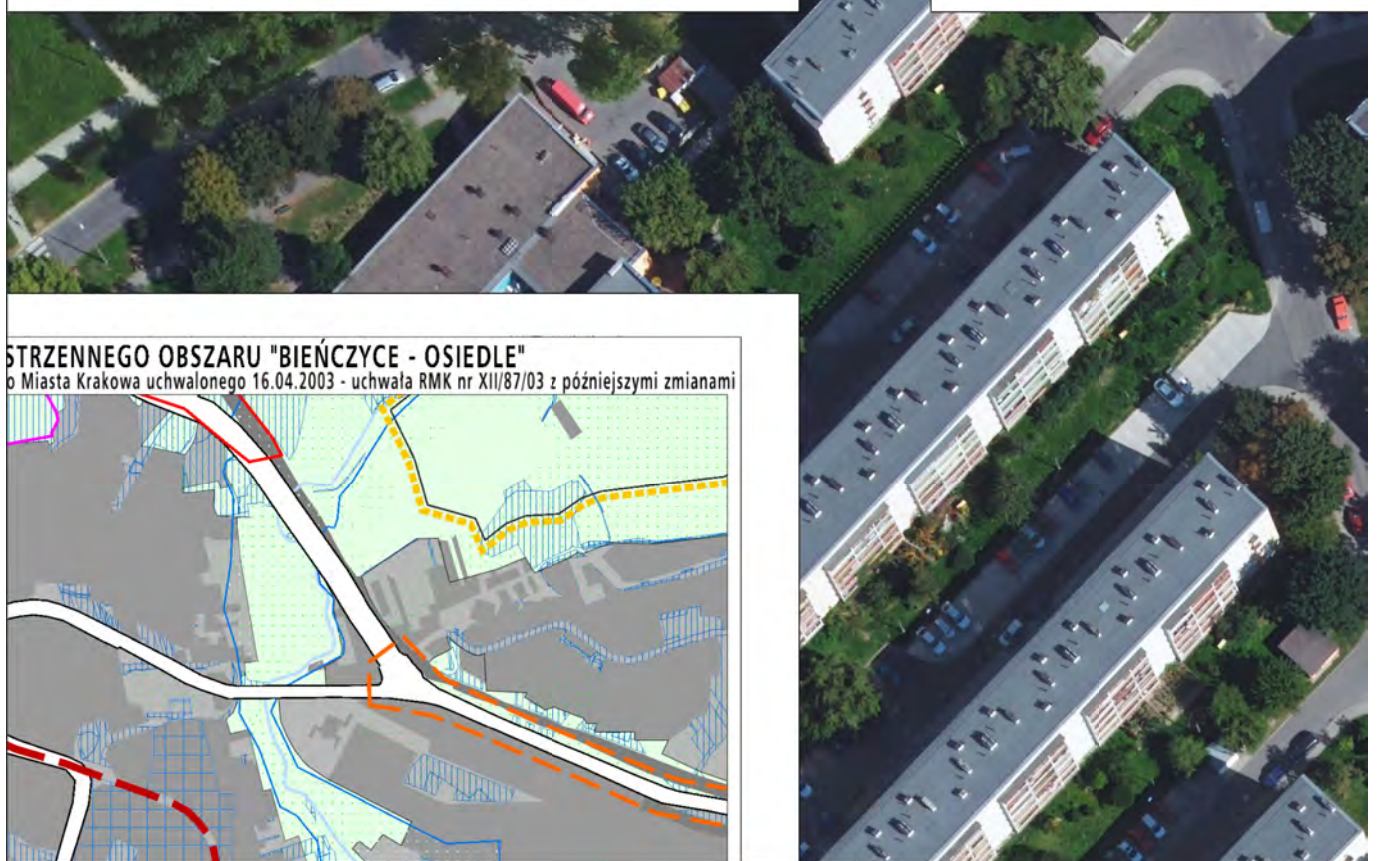 STRZENNEGO OBSZARU "BIEŃCZYCE - OSIEDLE"
o Miasta Krakowa uchwalonego 16.04.2003 - uchwała RMK nr XII/87/03 z późniejszymi zmianami